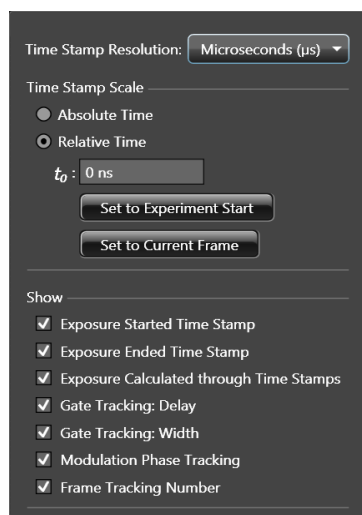 Time Stamp Resolution: Microseconds (µs)
Time Stamp Scale
Absolute Time
Relative Time
t0 : 0 ns
Set to Experiment Start
Set to Current Frame
Show
Exposure Started Time Stamp
Exposure Ended Time Stamp
Exposure Calculated through Time Stamps
Gate Tracking: Delay
Gate Tracking: Width
Modulation Phase Tracking
Frame Tracking Number